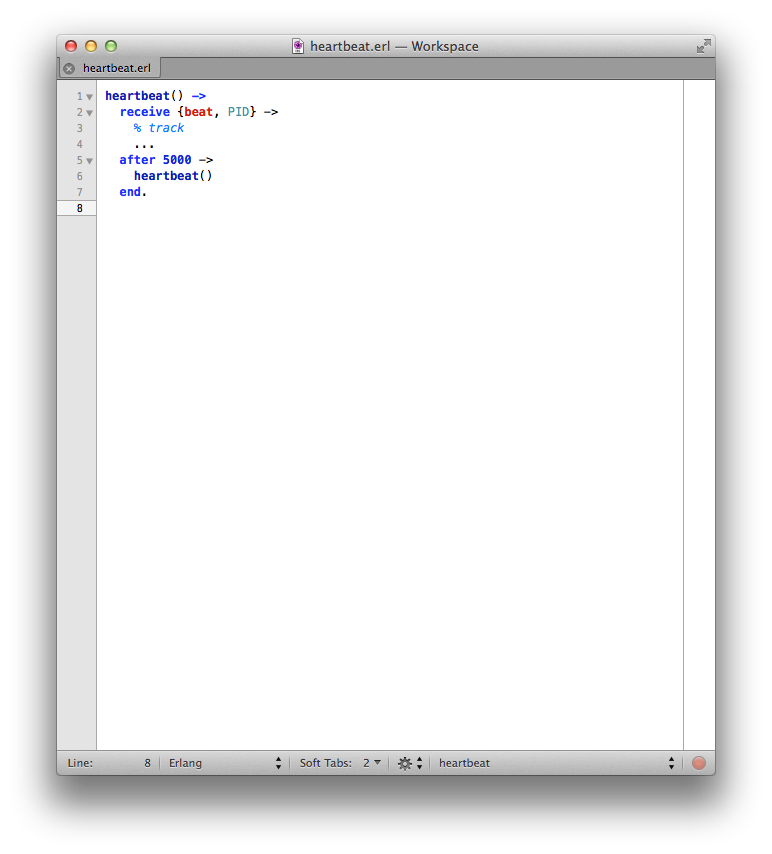 heartbeat.erl — Workspace
heartbeat.erl
1 heartbeat() ->
2   receive {beat, PID} ->
3     % track
4     ...
5   after 5000 ->
6     heartbeat()
7   end.
8
Line: 8 Erlang Soft Tabs: 2 heartbeat